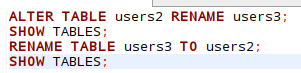 ALTER TABLE users2 RENAME users3;
SHOW TABLES;
RENAME TABLE users3 TO users2;
SHOW TABLES;